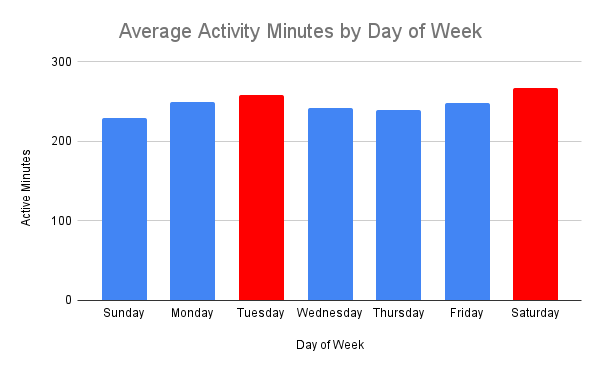 Average Activity Minutes by Day of Week
Active Minutes
300
200
100
0
Sunday Monday Tuesday Wednesday Thursday Friday Saturday
Day of Week